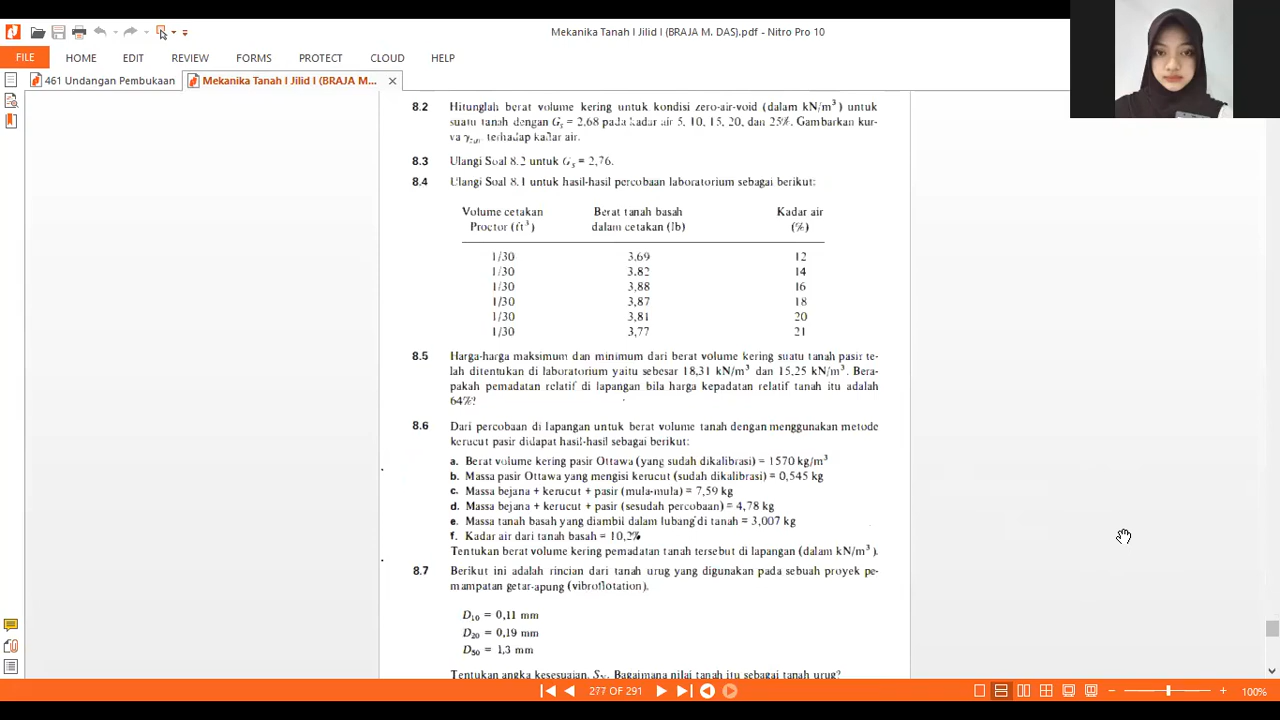 Mekanika Tanah I Jilid I (BRAJA M. DAS).pdf - Nitro Pro 10
FILE HOME EDIT REVIEW FORMS PROTECT CLOUD HELP
461 Undangan Pembukaan Mekanika Tanah I Jilid I (BRAJA M...
8.2 Hitunglah berat volume kering untuk kondisi zero-air-void (dalam kN/m³) untuk
suatu tanah dengan Gs = 2,68 pada kadar air 5, 10, 15, 20, dan 25%. Gambarkan kur-
va γzav terhadap kadar air.
8.3 Ulangi Soal 8.2 untuk Gs = 2,76.
8.4 Ulangi Soal 8.1 untuk hasil-hasil percobaan laboratorium sebagai berikut:
Volume cetakan Berat tanah basah Kadar air
Proctor (ft³) dalam cetakan (lb) (%)
1/30 3,69 12
1/30 3,82 14
1/30 3,88 16
1/30 3,87 18
1/30 3,81 20
1/30 3,77 21
8.5 Harga-harga maksimum dan minimum dari berat volume kering suatu tanah pasir te-
lah ditentukan di laboratorium yaitu sebesar 18,31 kN/m³ dan 15,25 kN/m³. Bera-
pakah pemadatan relatif di lapangan bila harga kepadatan relatif tanah itu adalah
64%?
8.6 Dari percobaan di lapangan untuk berat volume tanah dengan menggunakan metode
kerucut pasir didapat hasil-hasil sebagai berikut:
a. Berat volume kering pasir Ottawa (yang sudah dikalibrasi) = 1570 kg/m³
b. Massa pasir Ottawa yang mengisi kerucut (sudah dikalibrasi) = 0,545 kg
c. Massa bejana + kerucut + pasir (mula-mula) = 7,59 kg
d. Massa bejana + kerucut + pasir (sesudah percobaan) = 4,78 kg
e. Massa tanah basah yang diambil dalam lubang di tanah = 3,007 kg
f. Kadar air dari tanah basah = 10,2%
Tentukan berat volume kering pemadatan tanah tersebut di lapangan (dalam kN/m³).
8.7 Berikut ini adalah rincian dari tanah urug yang digunakan pada sebuah proyek pe-
mampatan getar-apung (vibroflotation).
D10 = 0,11 mm
D20 = 0,19 mm
D50 = 1,3 mm
Tentukan angka kesesuaian, SN. Bagaimana nilai tanah itu sebagai tanah urug?
277 OF 291
100%